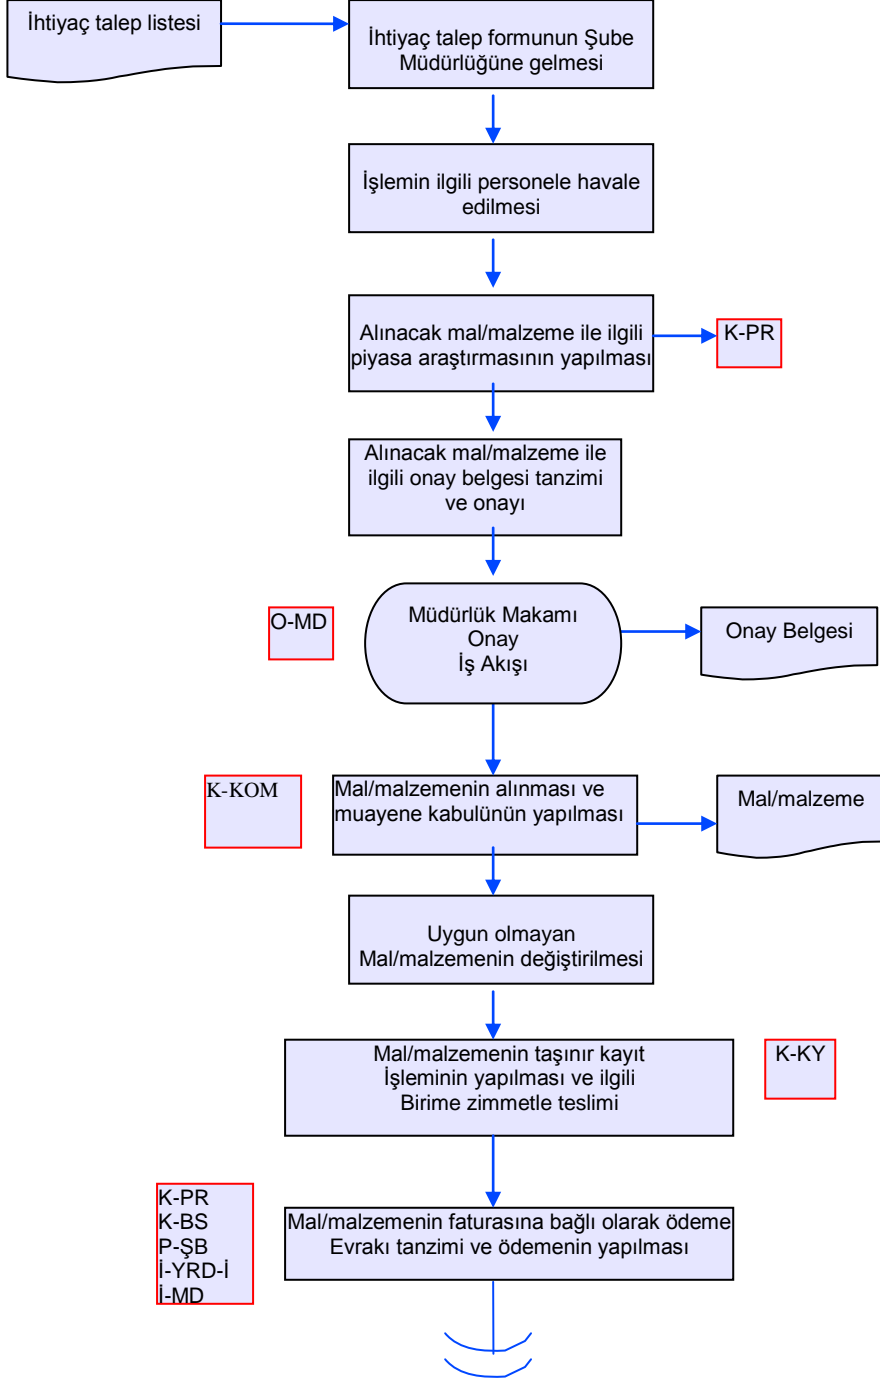 İhtiyaç talep listesi
İhtiyaç talep formunun Şube
Müdürlüğüne gelmesi
İşlemin ilgili personele havale
edilmesi
Alınacak mal/malzeme ile ilgili
piyasa araştırmasının yapılması
K-PR
Alınacak mal/malzeme ile
ilgili onay belgesi tanzimi
ve onayı
O-MD
Müdürlük Makamı
Onay
İş Akışı
Onay Belgesi
K-KOM
Mal/malzemenin alınması ve
muayene kabulünün yapılması
Mal/malzeme
Uygun olmayan
Mal/malzemenin değiştirilmesi
Mal/malzemenin taşınır kayıt
İşleminin yapılması ve ilgili
Birime zimmetle teslimi
K-KY
K-PR
K-BS
P-ŞB
İ-YRD-İ
İ-MD
Mal/malzemenin faturasına bağlı olarak ödeme
Evrakı tanzimi ve ödemenin yapılması